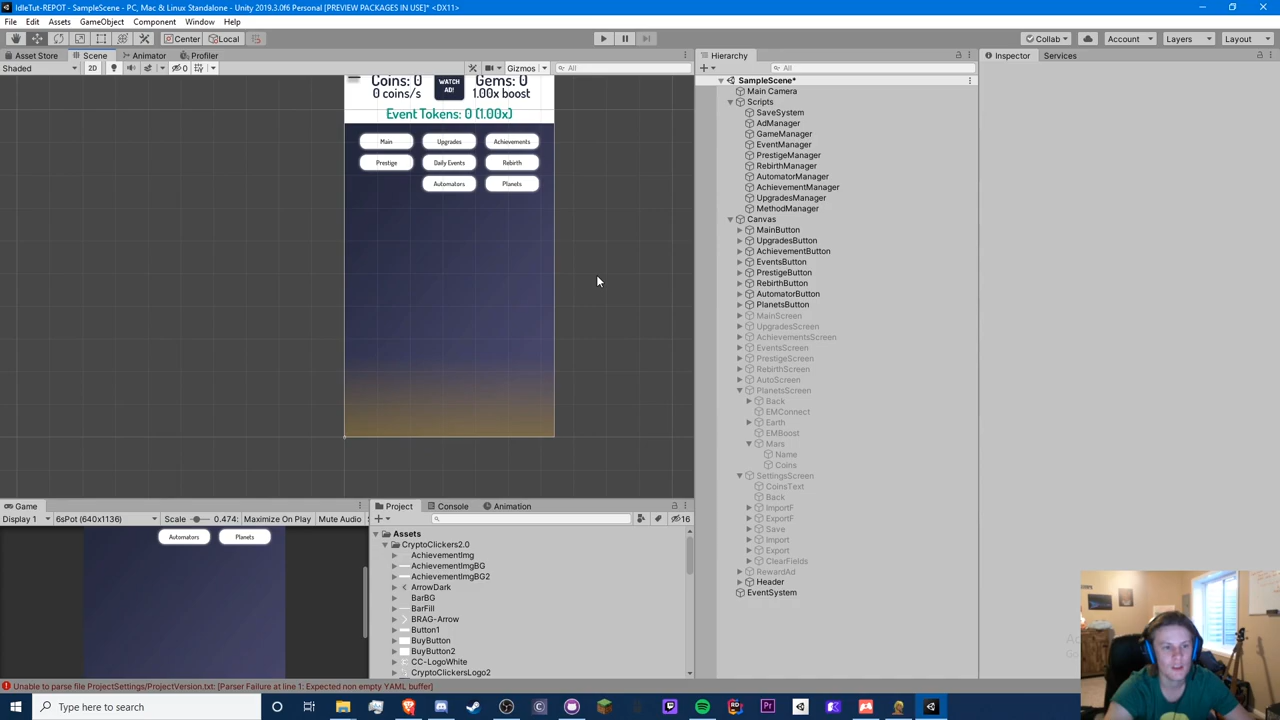 IdleTut-REPOT - SampleScene - PC, Mac & Linux Standalone - Unity 2019.3.0f6 Personal [PREVIEW PACKAGES IN USE]* <DX11>
File Edit Assets GameObject Component Window Help
Center Local Collab Account Layers Layout
Asset Store Scene Animator Profiler
Shaded 2D 0 Gizmos All
Coins: 0
0 coins/s
WATCH
AD!
Gems: 0
1.00x boost
Event Tokens: 0 (1.00x)
Main Upgrades Achievements
Prestige Daily Events Rebirth
Automators Planets
Hierarchy
All
SampleScene*
Main Camera
Scripts
SaveSystem
AdManager
GameManager
EventManager
PrestigeManager
RebirthManager
AutomatorManager
AchievementManager
UpgradesManager
MethodManager
Canvas
MainButton
UpgradesButton
AchievementButton
EventsButton
PrestigeButton
RebirthButton
AutomatorButton
PlanetsButton
MainScreen
UpgradesScreen
AchievementsScreen
EventsScreen
PrestigeScreen
RebirthScreen
AutoScreen
PlanetsScreen
Back
EMConnect
Earth
EMBoost
Mars
Name
Coins
SettingsScreen
CoinsText
Back
ImportF
ExportF
Save
Import
Export
ClearFields
RewardAd
Header
EventSystem
Inspector Services
Game
Display 1 6sPot (640x1136) Scale 0.474: Maximize On Play Mute Audio
Automators Planets
Project Console Animation
16
Assets
CryptoClickers2.0
AchievementImg
AchievementImgBG
AchievementImgBG2
ArrowDark
BarBG
BarFill
BRAG-Arrow
Button1
BuyButton
BuyButton2
CC-LogoWhite
CryptoClickersLogo2
Unable to parse file ProjectSettings/ProjectVersion.txt: [Parser Failure at line 1: Expected non empty YAML buffer]
Type here to search